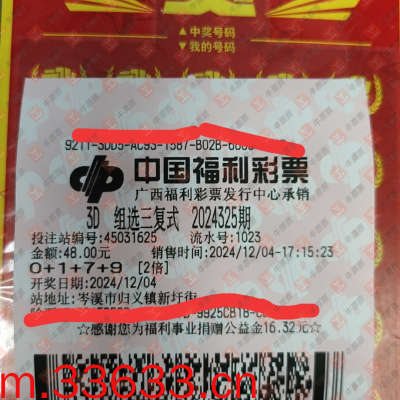 ▲中奖号码
▼我的号码
中国福利彩票
广西福利彩票发行中心承销
3D 组选三复式 2024325期
投注站编号:45031625 流水号:1023
金额:48.00元 销售时间:2024/12/04-17:15:23
0+1+7+9 [2倍]
开奖日期:2024/12/04
站地址:岑溪市归义镇新圩街
☆感谢您为福利事业捐赠公益金16.32元☆
m.33633.cn